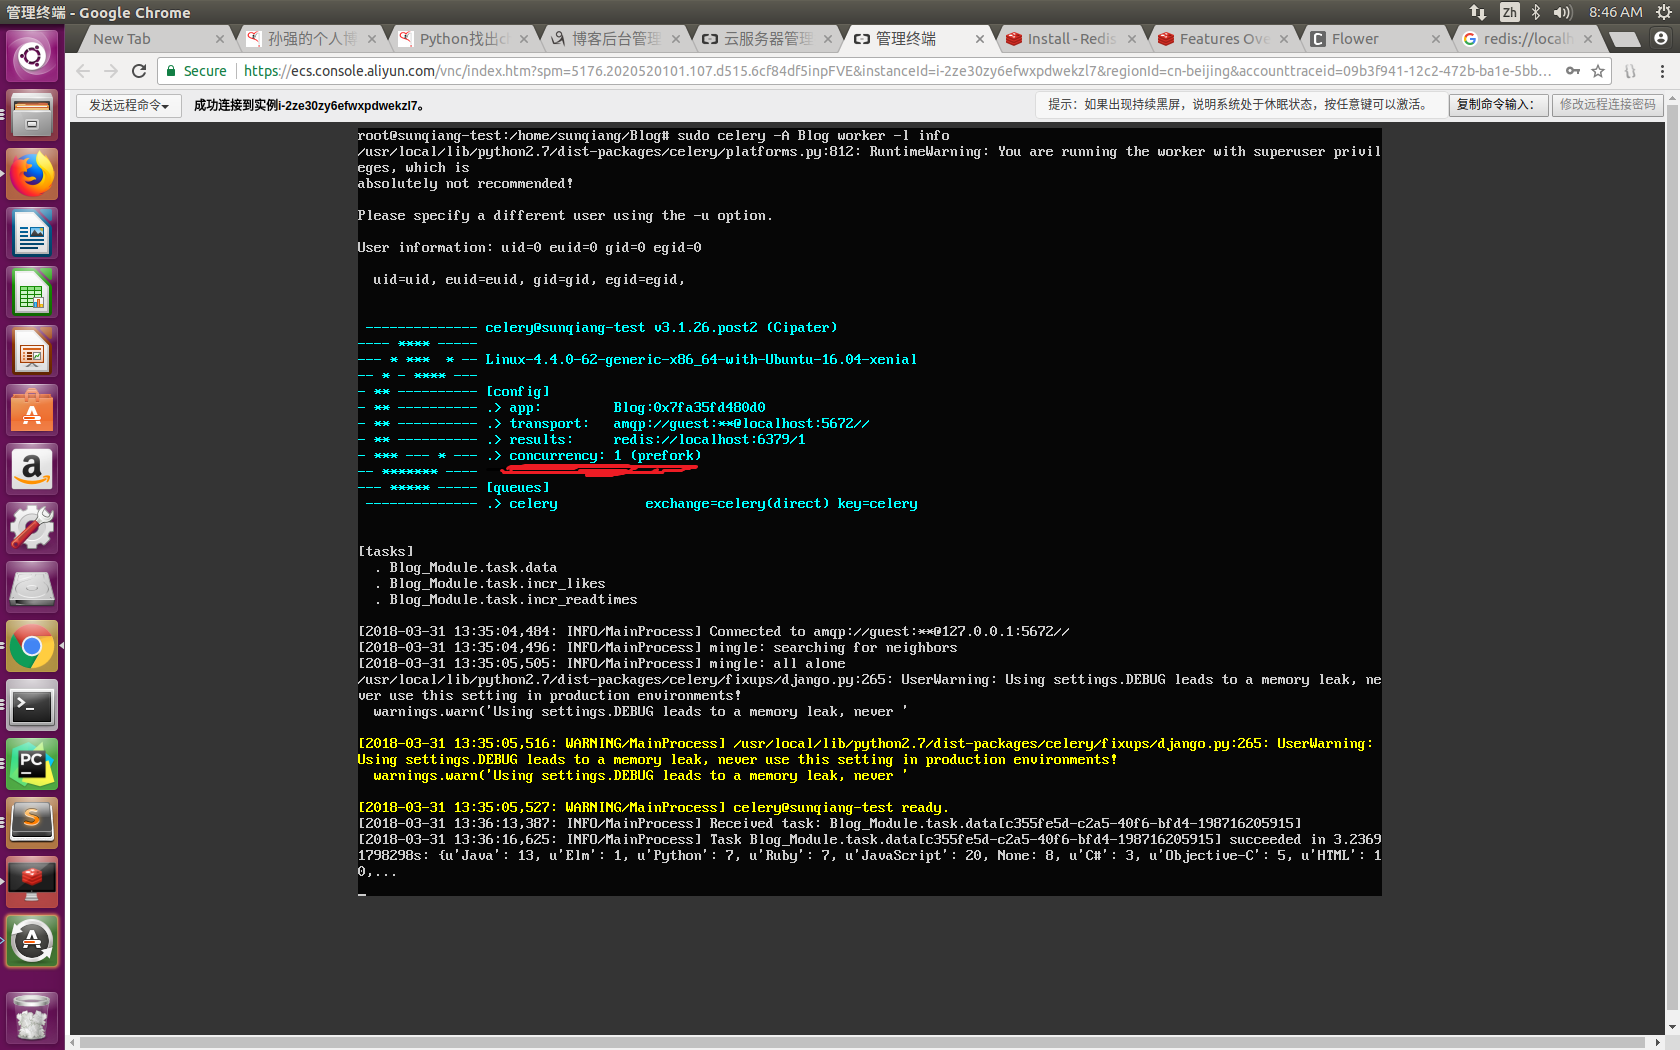 管理终端 - Google Chrome
Zh
8:46 AM
New Tab
孙强的个人博
Python找出ch
博客后台管理
云服务器管理
管理终端
Install - Redis
Features Ove
Flower
redis://localh
Secure
https://ecs.console.aliyun.com/vnc/index.htm?spm=5176.2020520101.107.d515.6cf84df5inpFVE&instanceId=i-2ze30zy6efwxpdwekzl7&regionId=cn-beijing&accounttraceid=09b3f941-12c2-472b-ba1e-5bb...
发送远程命令
成功连接到实例i-2ze30zy6efwxpdwekzl7。
提示：如果出现持续黑屏，说明系统处于休眠状态，按任意键可以激活。
复制命令输入：
修改远程连接密码
root@sunqiang-test:/home/sunqiang/Blog# sudo celery -A Blog worker -l info
/usr/local/lib/python2.7/dist-packages/celery/platforms.py:812: RuntimeWarning: You are running the worker with superuser privil
eges, which is
absolutely not recommended!
Please specify a different user using the -u option.
User information: uid=0 euid=0 gid=0 egid=0
uid=uid, euid=euid, gid=gid, egid=egid,
-------------- celery@sunqiang-test v3.1.26.post2 (Cipater)
---- **** -----
--- * ***  * -- Linux-4.4.0-62-generic-x86_64-with-Ubuntu-16.04-xenial
-- * - **** ---
- ** ---------- [config]
- ** ---------- .> app:         Blog:0x7fa35fd480d0
- ** ---------- .> transport:   amqp://guest:**@localhost:5672//
- ** ---------- .> results:     redis://localhost:6379/1
- *** --- * --- .> concurrency: 1 (prefork)
-- ******* ----
--- ***** ----- [queues]
-------------- .> celery           exchange=celery(direct) key=celery
[tasks]
. Blog_Module.task.data
. Blog_Module.task.incr_likes
. Blog_Module.task.incr_readtimes
[2018-03-31 13:35:04,484: INFO/MainProcess] Connected to amqp://guest:**@127.0.0.1:5672//
[2018-03-31 13:35:04,496: INFO/MainProcess] mingle: searching for neighbors
[2018-03-31 13:35:05,505: INFO/MainProcess] mingle: all alone
/usr/local/lib/python2.7/dist-packages/celery/fixups/django.py:265: UserWarning: Using settings.DEBUG leads to a memory leak, ne
ver use this setting in production environments!
warnings.warn('Using settings.DEBUG leads to a memory leak, never '
[2018-03-31 13:35:05,516: WARNING/MainProcess] /usr/local/lib/python2.7/dist-packages/celery/fixups/django.py:265: UserWarning:
Using settings.DEBUG leads to a memory leak, never use this setting in production environments!
warnings.warn('Using settings.DEBUG leads to a memory leak, never '
[2018-03-31 13:35:05,527: WARNING/MainProcess] celery@sunqiang-test ready.
[2018-03-31 13:36:13,387: INFO/MainProcess] Received task: Blog_Module.task.data[c355fe5d-c2a5-40f6-bfd4-198716205915]
[2018-03-31 13:36:16,625: INFO/MainProcess] Task Blog_Module.task.data[c355fe5d-c2a5-40f6-bfd4-198716205915] succeeded in 3.2369
1798298s: {u'Java': 13, u'Elm': 1, u'Python': 7, u'Ruby': 7, u'JavaScript': 20, None: 8, u'C#': 3, u'Objective-C': 5, u'HTML': 1
0,...